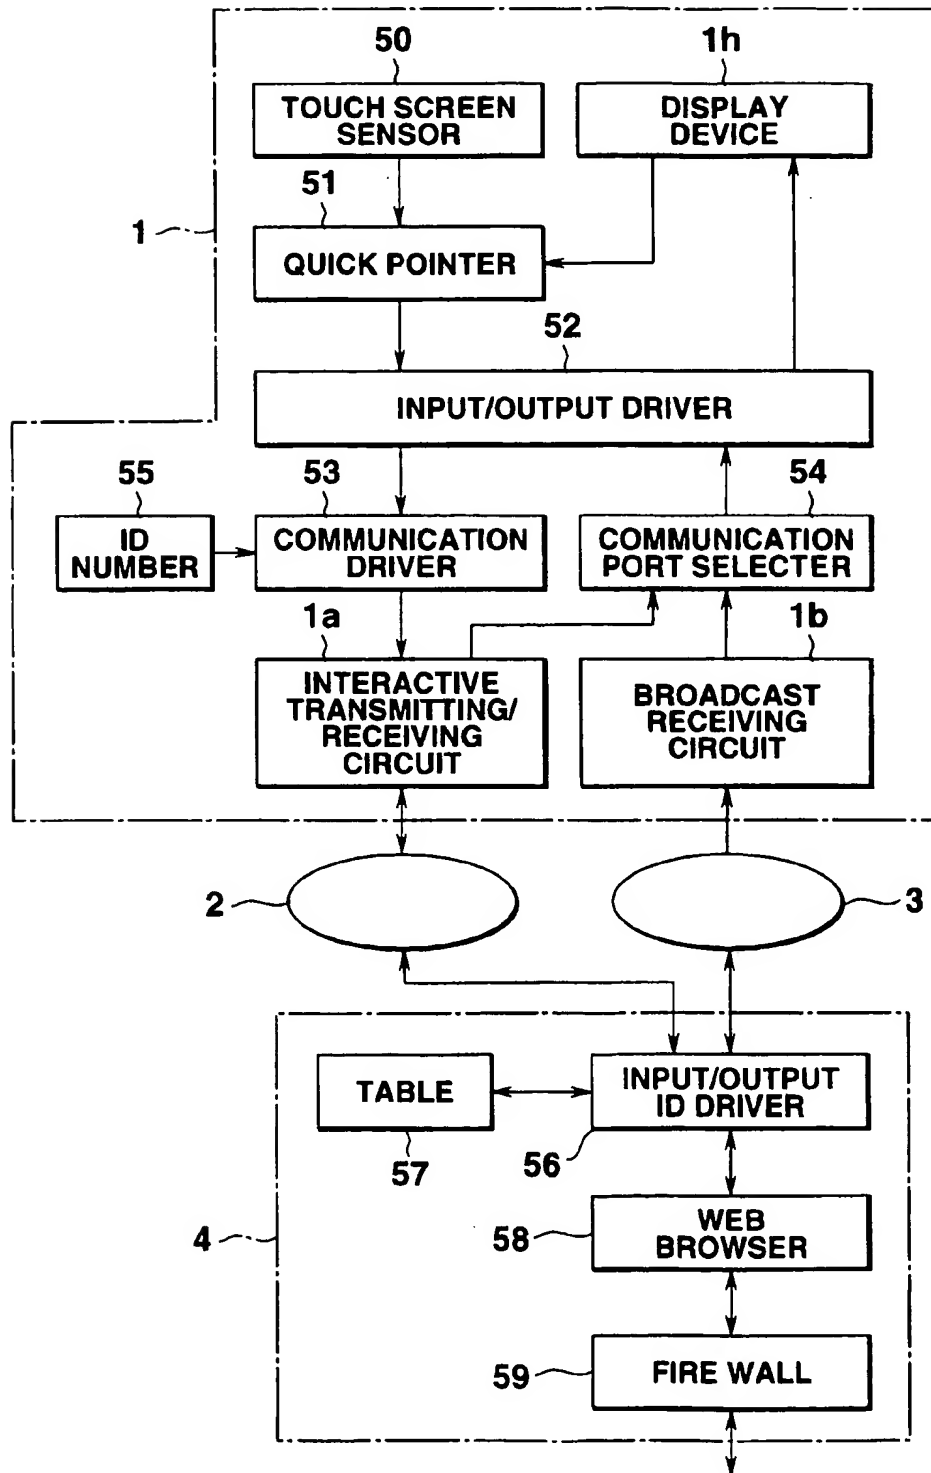 50
1h
TOUCH SCREEN
SENSOR
DISPLAY
DEVICE
51
1
QUICK POINTER
52
INPUT/OUTPUT DRIVER
55
53
54
ID
NUMBER
COMMUNICATION
DRIVER
COMMUNICATION
PORT SELECTER
1a
1b
INTERACTIVE
TRANSMITTING/
RECEIVING
CIRCUIT
BROADCAST
RECEIVING
CIRCUIT
2
3
TABLE
INPUT/OUTPUT
ID DRIVER
57
56
4
58
WEB
BROWSER
59
FIRE WALL